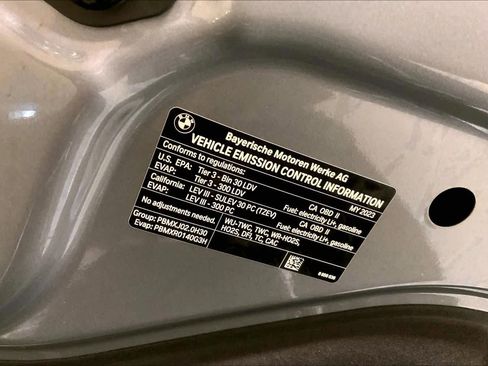 BMW
Bayerische Motoren Werke AG
VEHICLE EMISSION CONTROL INFORMATION
Conforms to regulations: MY 2023
U.S. EPA: Tier 3 - Bin 30 LDV CA OBD II Fuel: electricity Li+, gasoline
EVAP: Tier 3 - 300 LDV
California: LEV III - SULEV 30 PC (TZEV) CA OBD II Fuel: electricity Li+, gasoline
EVAP: LEV III - 300 PC
No adjustments needed. WU-TWC, TWC, WR-HO2S,
HO2S, DFI, TC, CAC
Group: PBMXJ02.0H30
Evap: PBMXR0140G3H